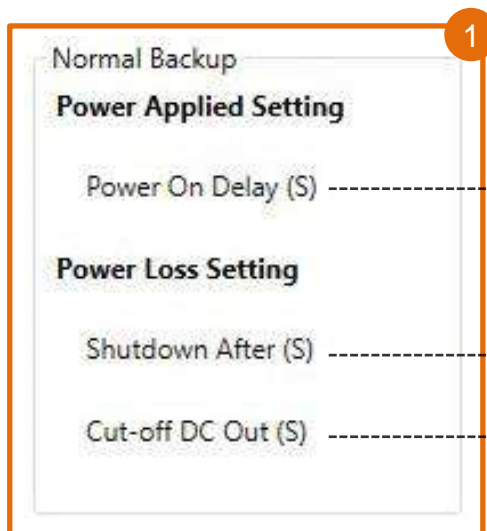 1
Normal Backup
Power Applied Setting
Power On Delay (S)
Power Loss Setting
Shutdown After (S)
Cut-off DC Out (S)